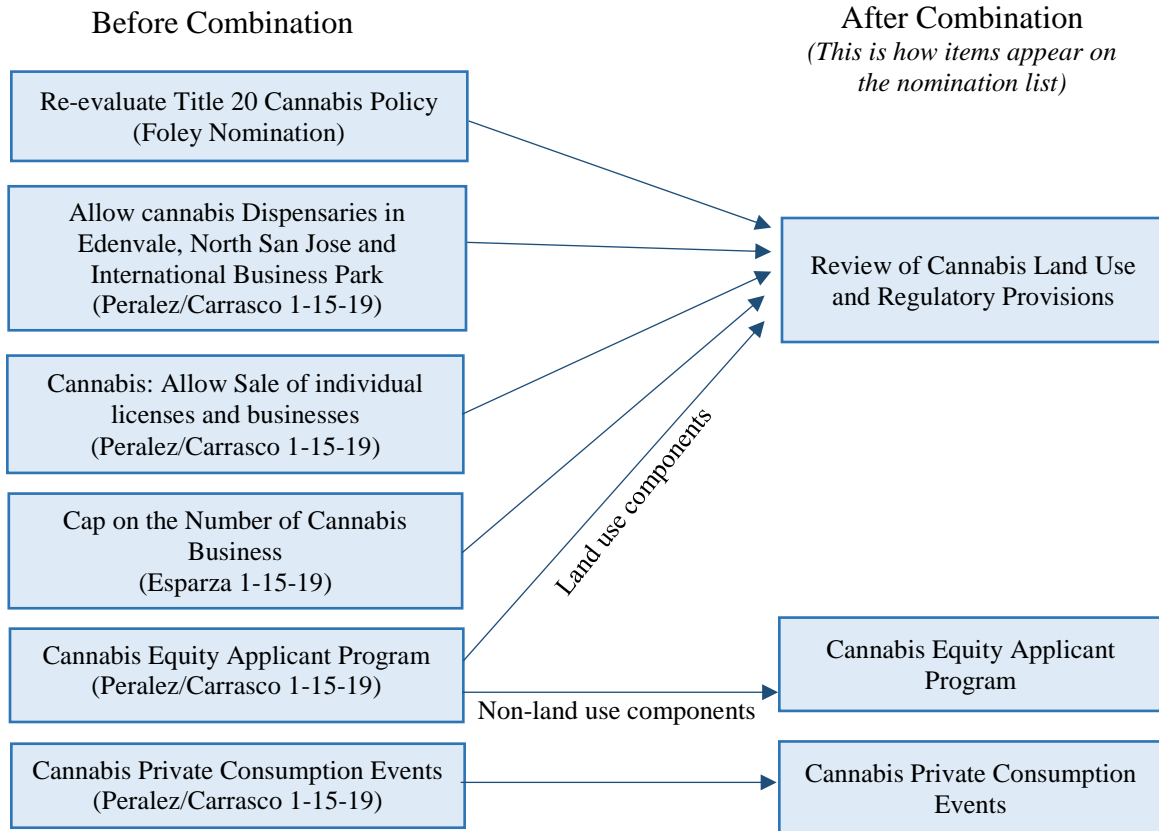 Before Combination
After Combination
(This is how items appear on
the nomination list)
Re-evaluate Title 20 Cannabis Policy
(Foley Nomination)
Allow cannabis Dispensaries in
Edenvale, North San Jose and
International Business Park
(Peralez/Carrasco 1-15-19)
Review of Cannabis Land Use
and Regulatory Provisions
Cannabis: Allow Sale of individual
licenses and businesses
(Peralez/Carrasco 1-15-19)
Cap on the Number of Cannabis
Business
(Esparza 1-15-19)
Land use components
Cannabis Equity Applicant Program
(Peralez/Carrasco 1-15-19)
Non-land use components
Cannabis Equity Applicant
Program
Cannabis Private Consumption Events
(Peralez/Carrasco 1-15-19)
Cannabis Private Consumption
Events